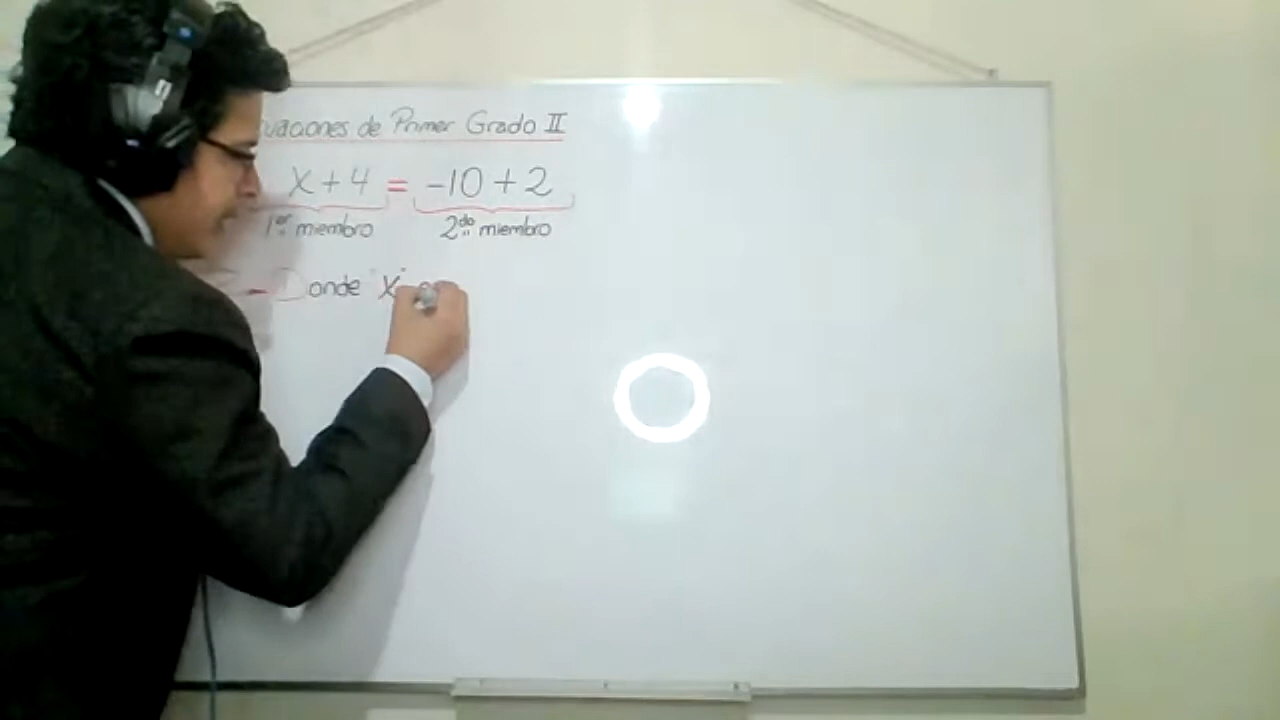 uaciones de Primer Grado II
x + 4 = -10 + 2
1er miembro 2do miembro
- Donde "x"